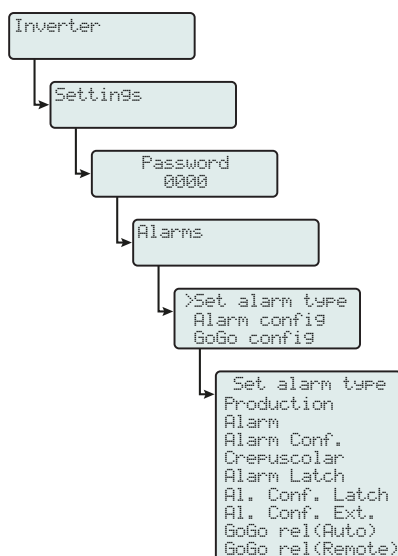 Inverter
Settings
Password
0000
Alarms
>Set alarm type
Alarm config
GoGo config
Set alarm type
Production
Alarm
Alarm Conf.
Crepuscolar
Alarm Latch
Al. Conf. Latch
Al. Conf. Ext.
GoGo rel(Auto)
GoGo rel(Remote)